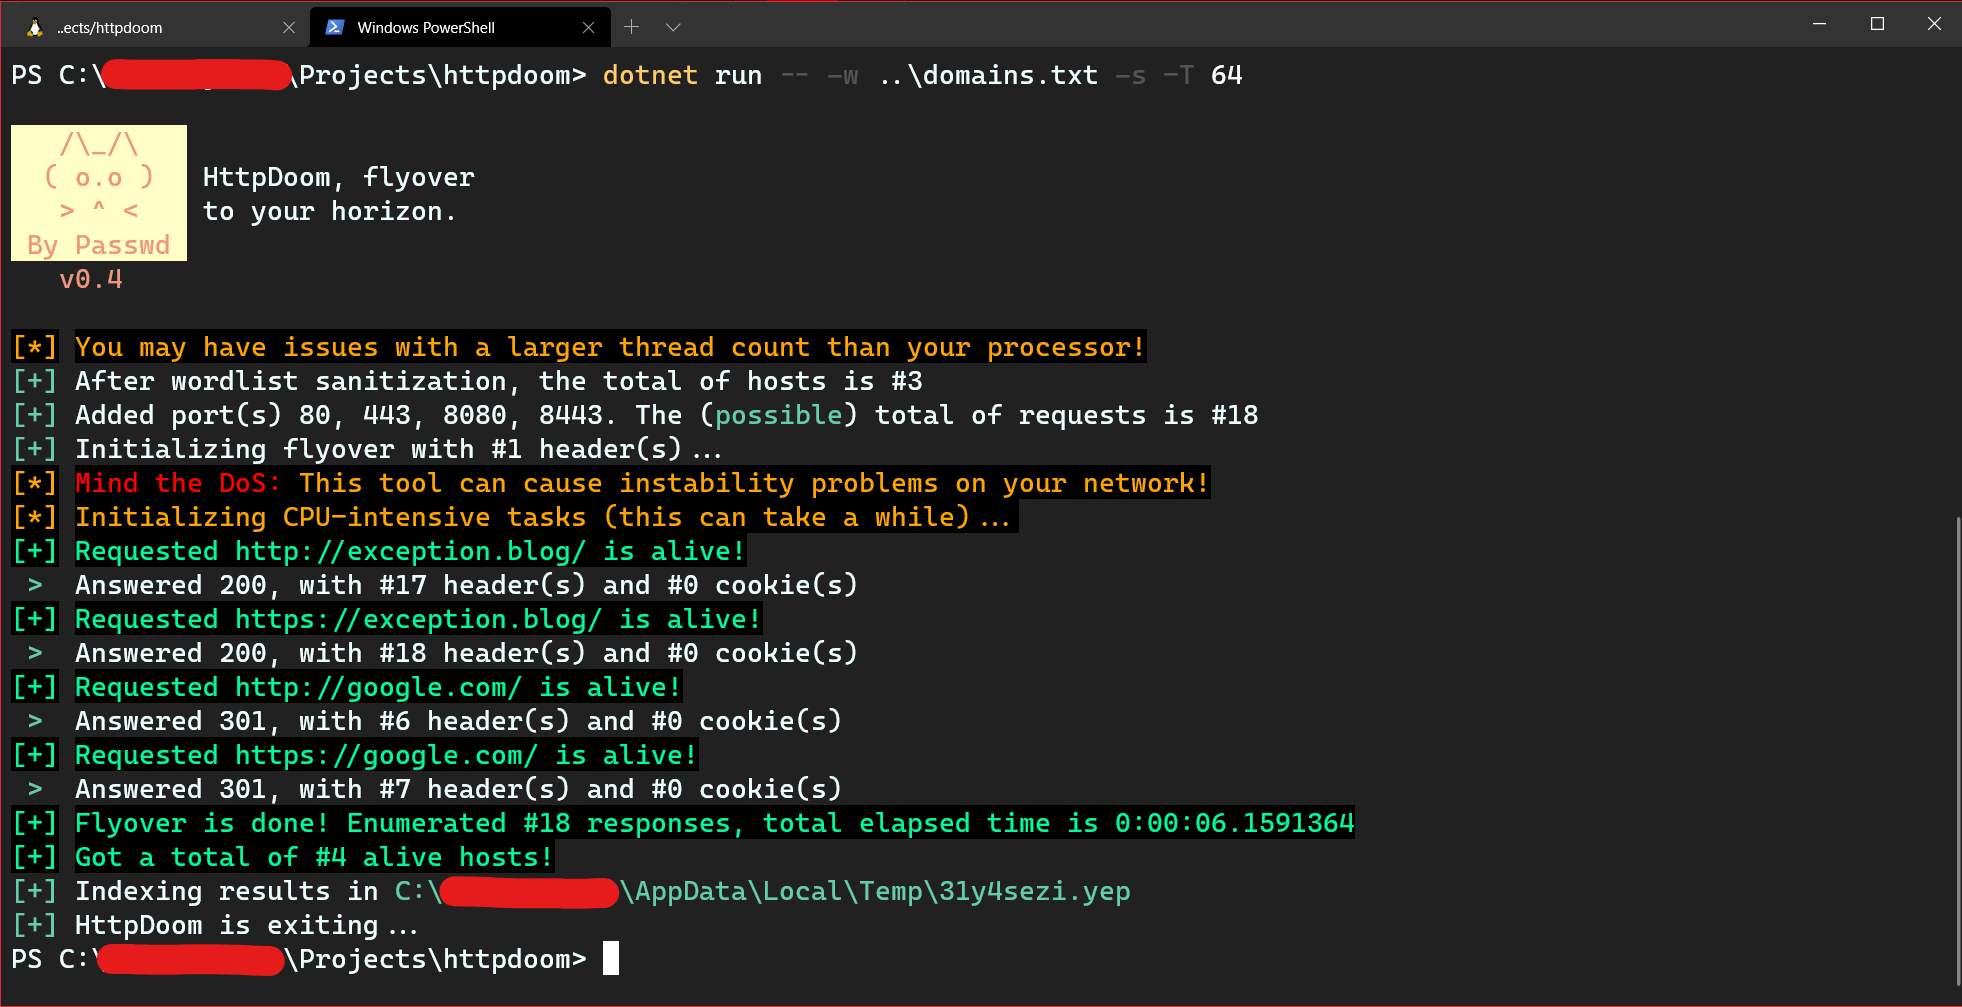 ..ects/httpdoom
Windows PowerShell
PS C:\ \Projects\httpdoom> dotnet run -- -w ..\domains.txt -s -T 64
/\_/\
( o.o )
HttpDoom, flyover
> ^ <
to your horizon.
By Passwd
v0.4
[*] You may have issues with a larger thread count than your processor!
[+] After wordlist sanitization, the total of hosts is #3
[+] Added port(s) 80, 443, 8080, 8443. The (possible) total of requests is #18
[+] Initializing flyover with #1 header(s)...
[*] Mind the DoS: This tool can cause instability problems on your network!
[*] Initializing CPU-intensive tasks (this can take a while)...
[+] Requested http://exception.blog/ is alive!
> Answered 200, with #17 header(s) and #0 cookie(s)
[+] Requested https://exception.blog/ is alive!
> Answered 200, with #18 header(s) and #0 cookie(s)
[+] Requested http://google.com/ is alive!
> Answered 301, with #6 header(s) and #0 cookie(s)
[+] Requested https://google.com/ is alive!
> Answered 301, with #7 header(s) and #0 cookie(s)
[+] Flyover is done! Enumerated #18 responses, total elapsed time is 0:00:06.1591364
[+] Got a total of #4 alive hosts!
[+] Indexing results in C:\ \AppData\Local\Temp\31y4sezi.yep
[+] HttpDoom is exiting...
PS C:\ \Projects\httpdoom>